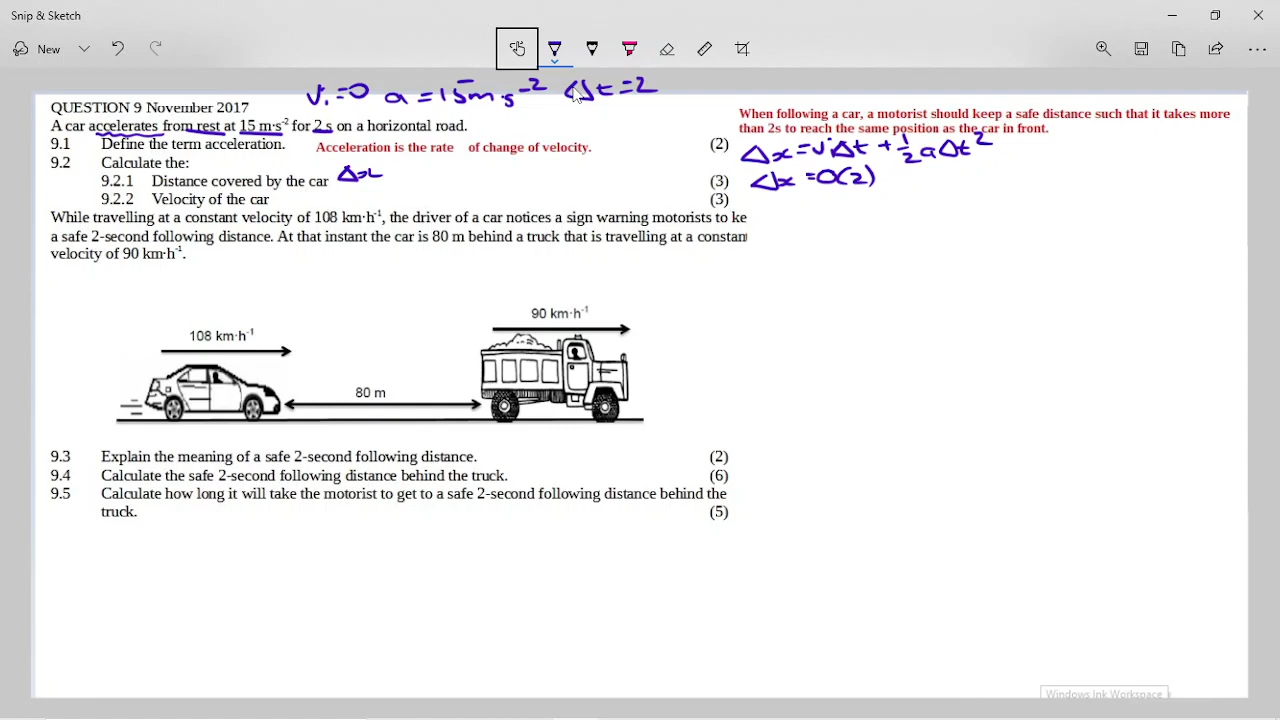 Snip & Sketch
New
vᵢ=0 a=15m·s⁻² Δt=2
QUESTION 9 November 2017
A car accelerates from rest at 15 m·s⁻² for 2 s on a horizontal road.
9.1 Define the term acceleration. Acceleration is the rate of change of velocity. (2)
9.2 Calculate the:
9.2.1 Distance covered by the car Δx (3)
9.2.2 Velocity of the car (3)
While travelling at a constant velocity of 108 km·h⁻¹, the driver of a car notices a sign warning motorists to ke
a safe 2-second following distance. At that instant the car is 80 m behind a truck that is travelling at a constant
velocity of 90 km·h⁻¹.
When following a car, a motorist should keep a safe distance such that it takes more
than 2s to reach the same position as the car in front.
Δx=vᵢΔt+½aΔt²
Δx=0(2)
108 km·h⁻¹
90 km·h⁻¹
80 m
9.3 Explain the meaning of a safe 2-second following distance. (2)
9.4 Calculate the safe 2-second following distance behind the truck. (6)
9.5 Calculate how long it will take the motorist to get to a safe 2-second following distance behind the
truck. (5)
Windows Ink Workspace